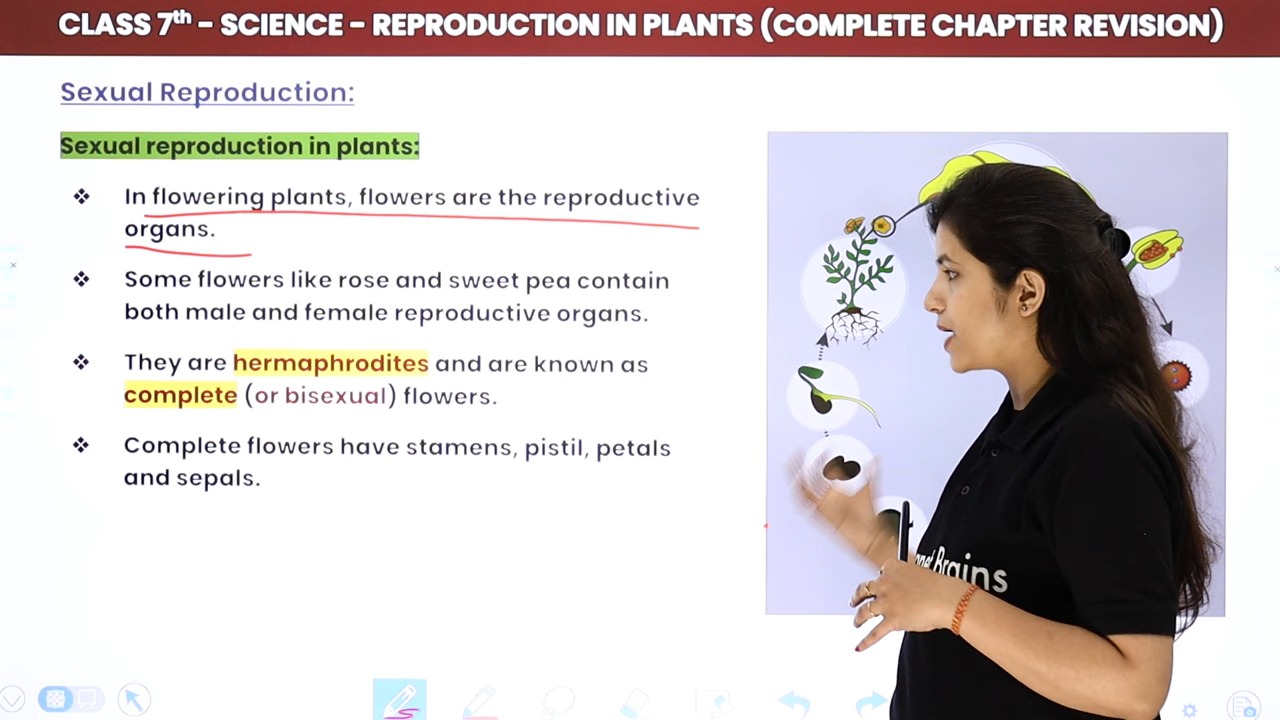 CLASS 7th – SCIENCE – REPRODUCTION IN PLANTS (COMPLETE CHAPTER REVISION)
Sexual Reproduction:
Sexual reproduction in plants:
❖ In flowering plants, flowers are the reproductive
organs.
❖ Some flowers like rose and sweet pea contain
both male and female reproductive organs.
❖ They are hermaphrodites and are known as
complete (or bisexual) flowers.
❖ Complete flowers have stamens, pistil, petals
and sepals.
Brains